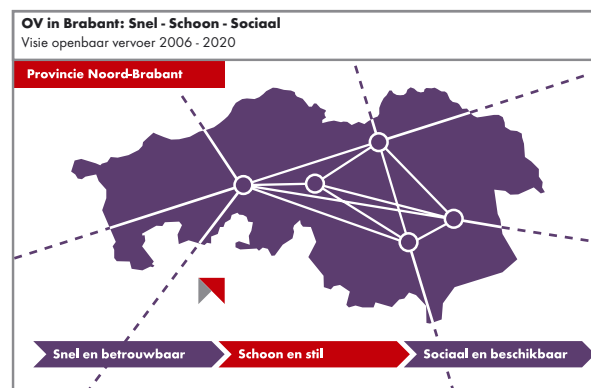 OV in Brabant: Snel - Schoon - Sociaal
Visie openbaar vervoer 2006 - 2020
Provincie Noord-Brabant
Snel en betrouwbaar
Schoon en stil
Sociaal en beschikbaar